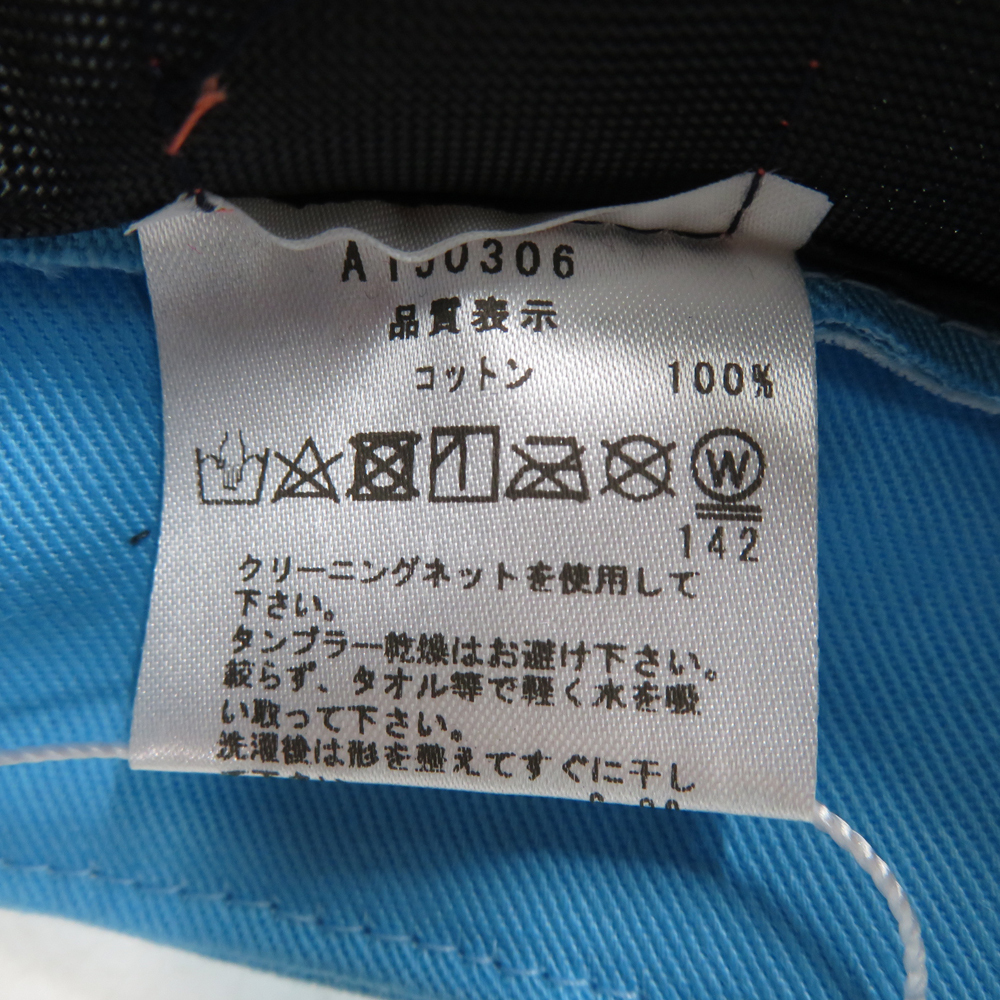 品質表示
コットン 100%
W
142
クリーニングネットを使用して
下さい。
タンブラー乾燥はお避け下さい。
絞らず、タオル等で軽く水を吸
い取って下さい。
洗濯後は形を整えてすぐに干し